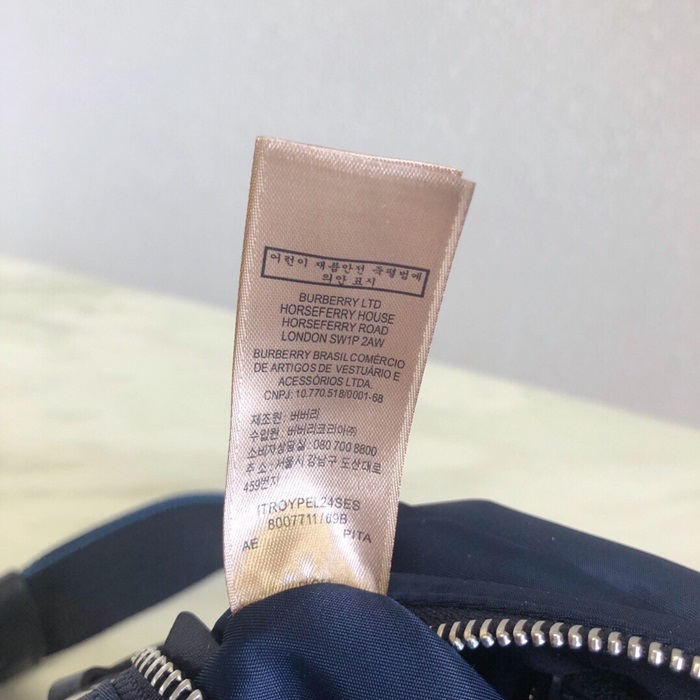 어런이 재품안전 특별법에
의안 표시
BURBERRY LTD
HORSEFERRY HOUSE
HORSEFERRY ROAD
LONDON SW1P 2AW
BURBERRY BRASIL COMÉRCIO
DE ARTIGOS DE VESTUÁRIO E
ACESSÓRIOS LTDA.
CNPJ: 10.770.518/0001-68
제조원 : 버버리
수입원 : 버버리코리아㈜
소비자상담실 : 080 700 8800
주 소 : 서울시 강남구 도산대로
459번지
ITROYPEL24SES
8007711/69B
AE PITA